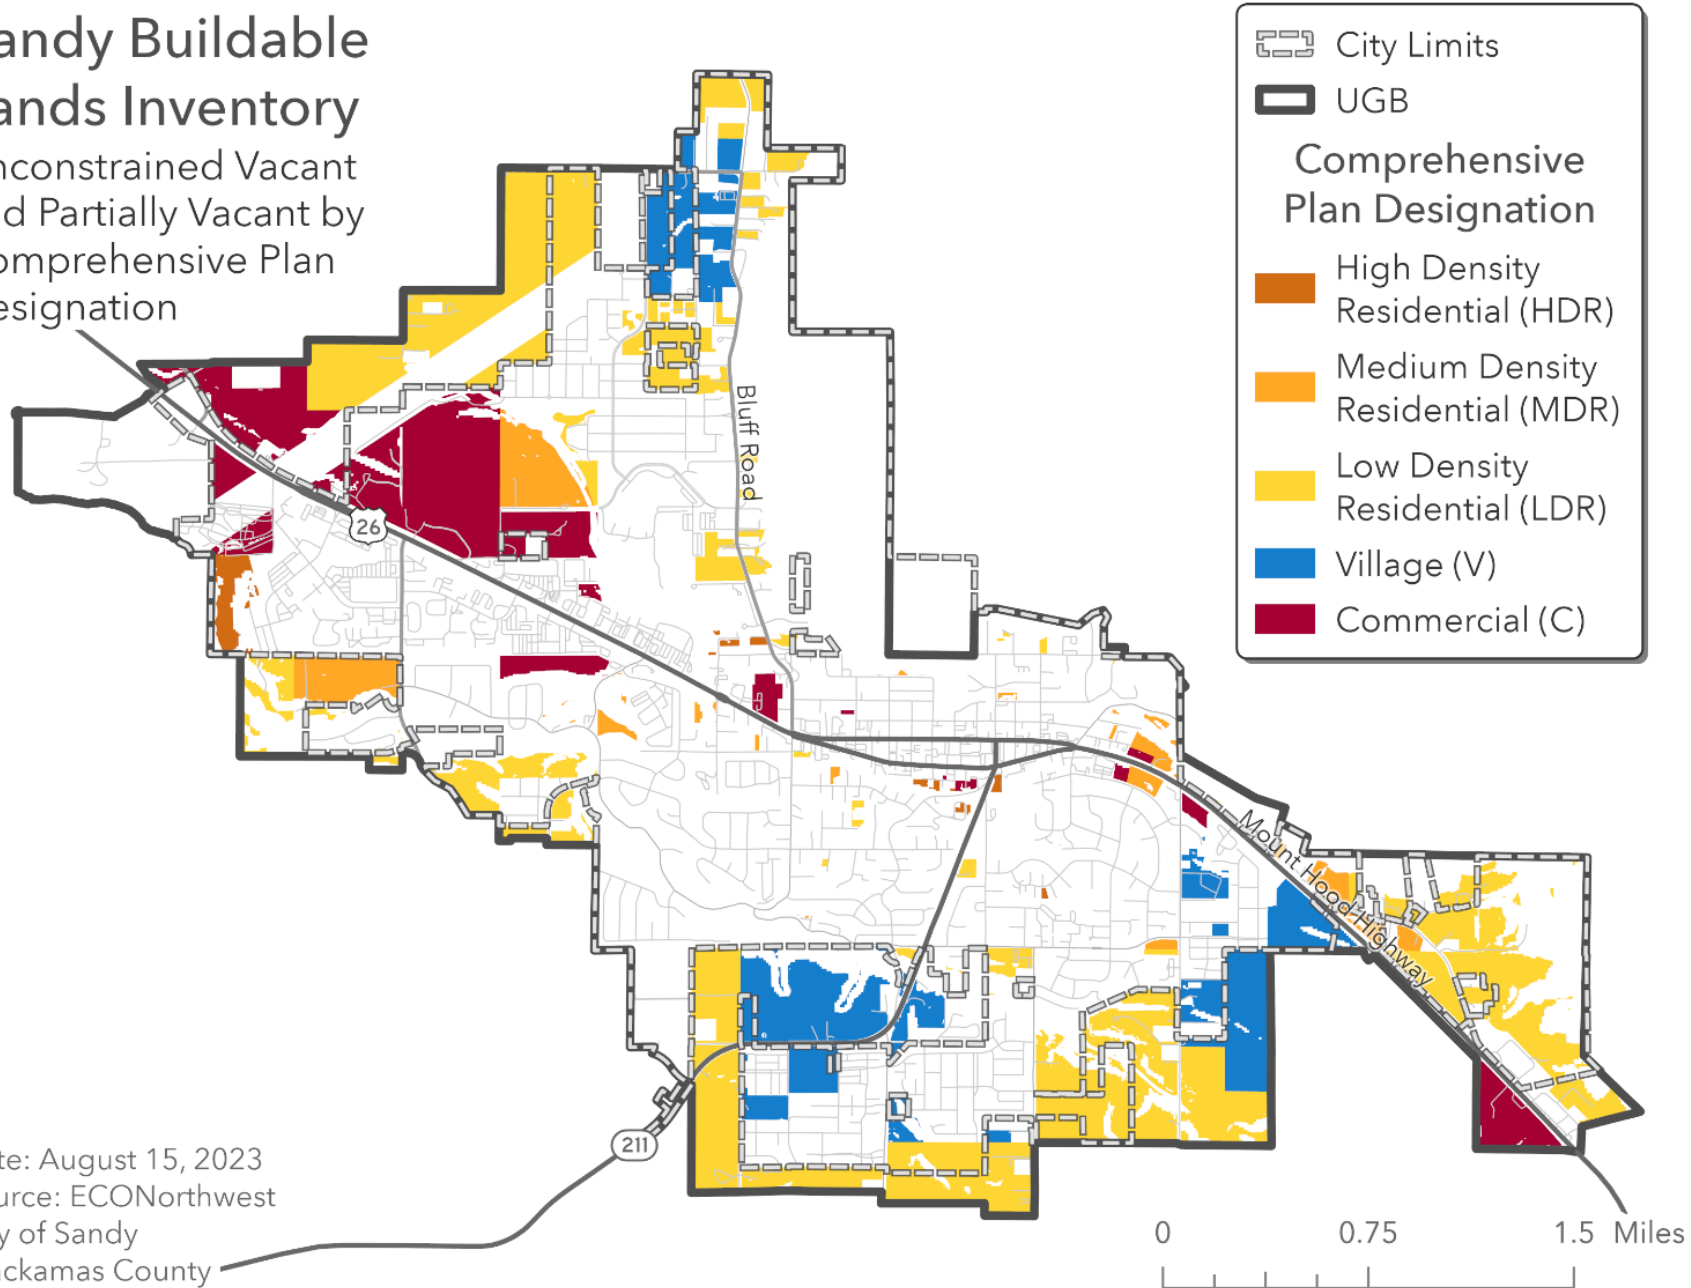 andy Buildable
ands Inventory
nconstrained Vacant
d Partially Vacant by
omprehensive Plan
esignation
City Limits
UGB
Comprehensive
Plan Designation
High Density
Residential (HDR)
Medium Density
Residential (MDR)
Low Density
Residential (LDR)
Village (V)
Commercial (C)
Bluff Road
26
Mount Hood Highway
211
te: August 15, 2023
urce: ECONorthwest
y of Sandy
ackamas County
0 0.75 1.5 Miles